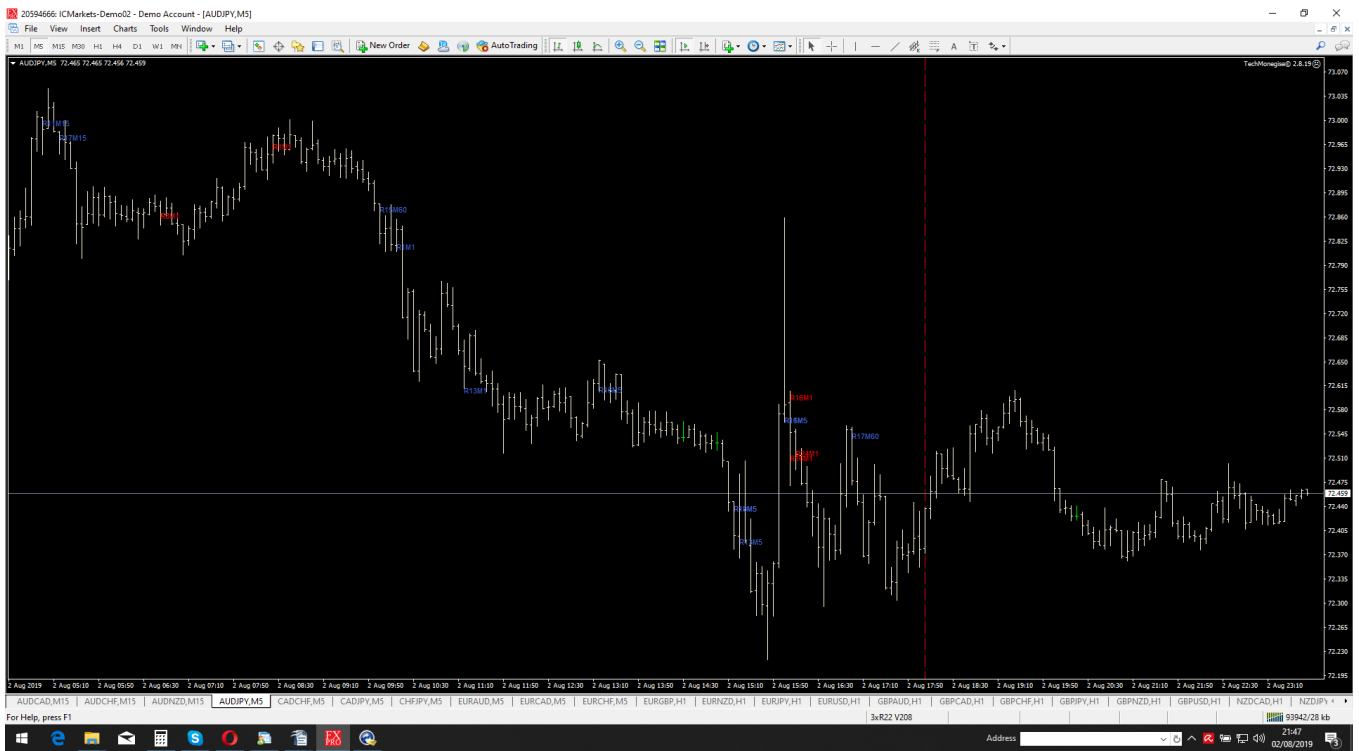 20594666: ICMarkets-Demo02 - Demo Account - [AUDJPY,M5]
File View Insert Charts Tools Window Help
M1 M5 M15 M30 H1 H4 D1 W1 MN New Order AutoTrading A T
AUDJPY,M5 72.465 72.465 72.456 72.459
TechMonegise© 2.8.19
73.070
73.035
73.000
72.965
72.930
72.895
72.860
72.825
72.790
72.755
72.720
72.685
72.650
72.615
72.580
72.545
72.510
72.475
72.459
72.440
72.405
72.370
72.335
72.300
72.265
72.230
72.195
R17M15
R15M60
R1M1
R13M1
R16M1
R16M5
R17M60
2 Aug 2019 2 Aug 05:10 2 Aug 05:50 2 Aug 06:30 2 Aug 07:10 2 Aug 07:50 2 Aug 08:30 2 Aug 09:10 2 Aug 09:50 2 Aug 10:30 2 Aug 11:10 2 Aug 11:50 2 Aug 12:30 2 Aug 13:10 2 Aug 13:50 2 Aug 14:30 2 Aug 15:10 2 Aug 15:50 2 Aug 16:30 2 Aug 17:10 2 Aug 17:50 2 Aug 18:30 2 Aug 19:10 2 Aug 19:50 2 Aug 20:30 2 Aug 21:10 2 Aug 21:50 2 Aug 22:30 2 Aug 23:10
AUDCAD,M15 AUDCHF,M15 AUDNZD,M15 AUDJPY,M5 CADCHF,M5 CADJPY,M5 CHFJPY,M5 EURAUD,M5 EURCAD,M5 EURCHF,M5 EURGBP,H1 EURNZD,H1 EURJPY,H1 EURUSD,H1 GBPAUD,H1 GBPCAD,H1 GBPCHF,H1 GBPJPY,H1 GBPNZD,H1 GBPUSD,H1 NZDCAD,H1 NZDJPY
For Help, press F1
3xR22 V208
93942/28 kb
FX PRO
Address
21:47
02/08/2019
3